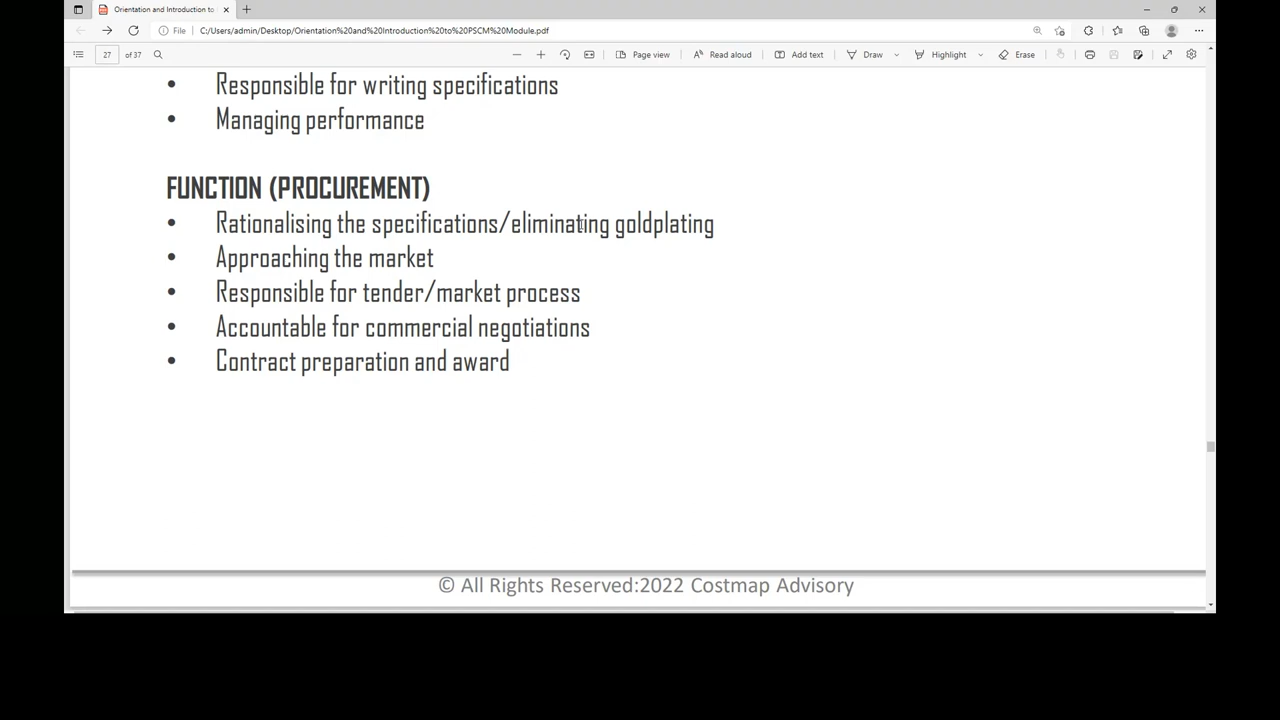 Orientation and Introduction to
File C:/Users/admin/Desktop/Orientation%20and%20Introduction%20to%20PSCM%20Module.pdf
27 of 37 Page view Read aloud Add text Draw Highlight Erase
• Responsible for writing specifications
• Managing performance
FUNCTION (PROCUREMENT)
• Rationalising the specifications/eliminating goldplating
• Approaching the market
• Responsible for tender/market process
• Accountable for commercial negotiations
• Contract preparation and award
© All Rights Reserved:2022 Costmap Advisory